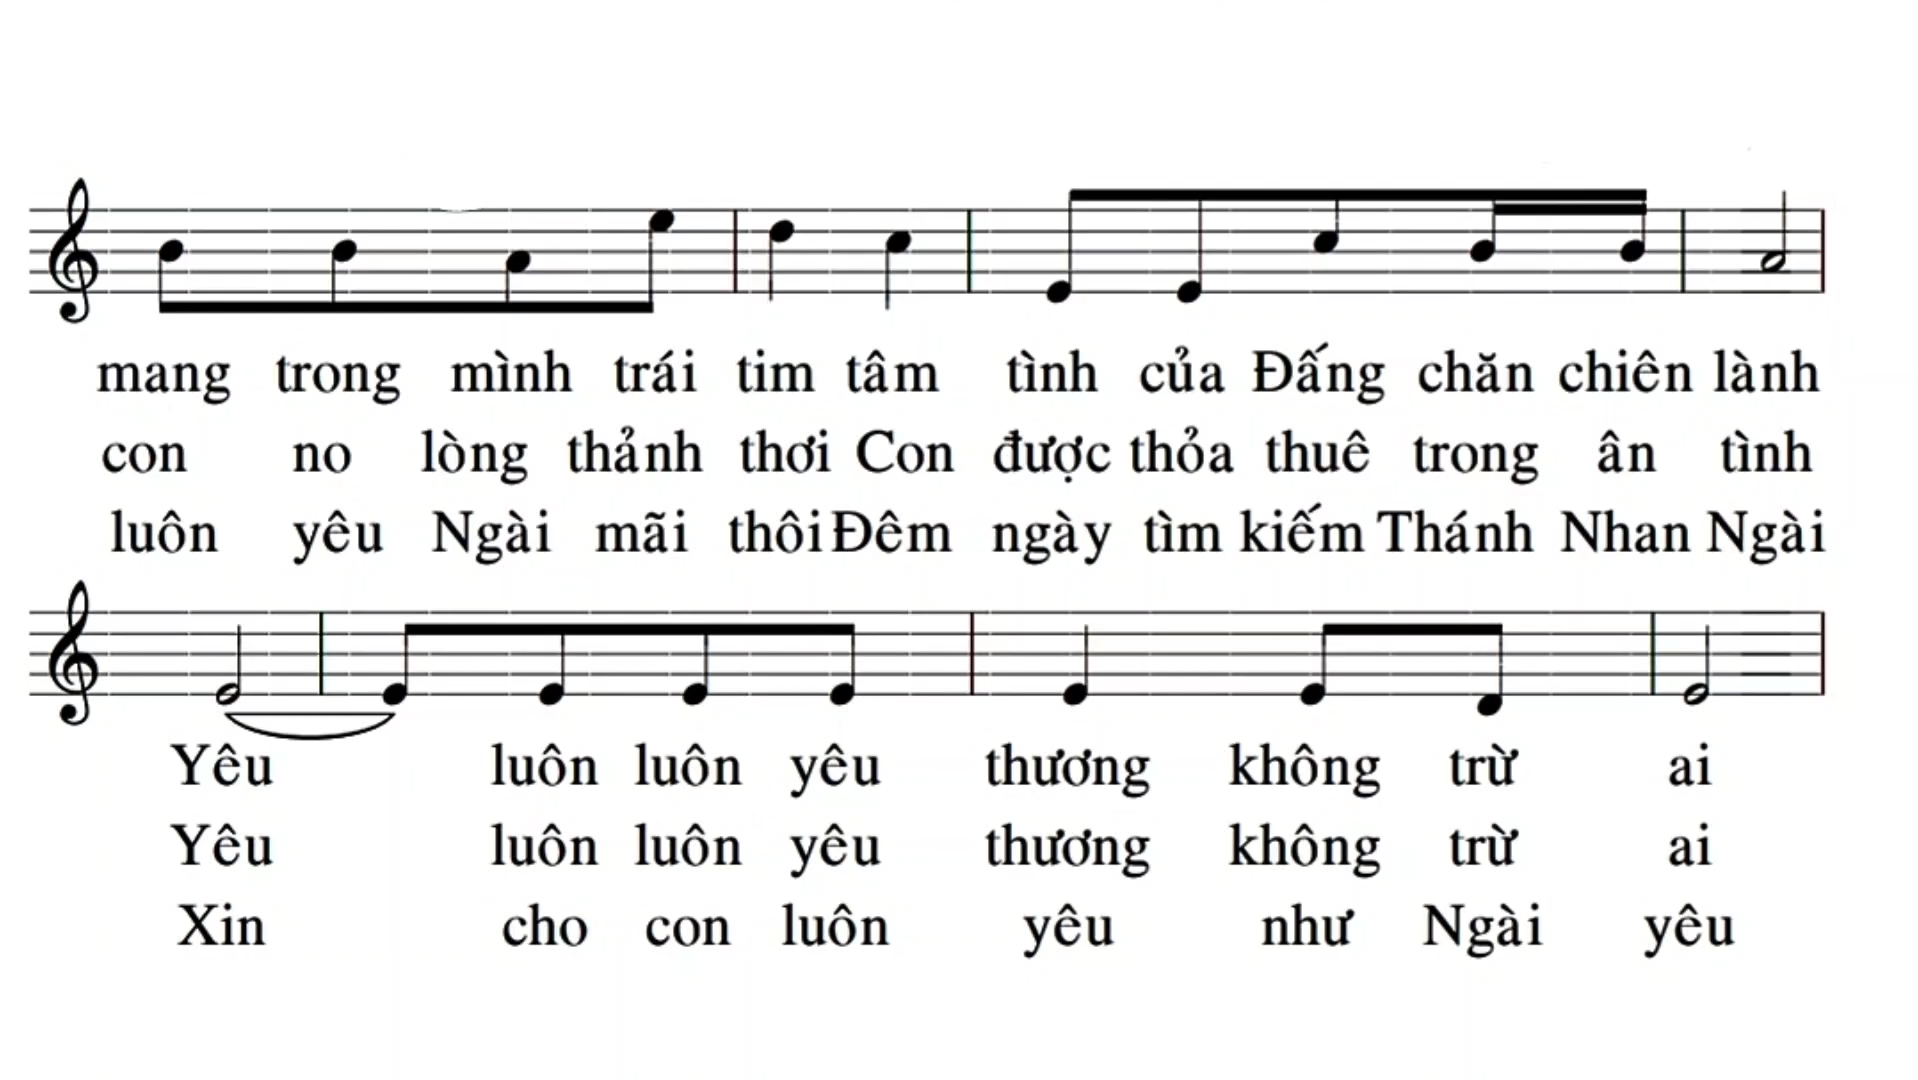 mang trong mình trái tim tâm tình của Đấng chăn chiên lành
con no lòng thảnh thơi Con được thỏa thuê trong ân tình
luôn yêu Ngài mãi thôi Đêm ngày tìm kiếm Thánh Nhan Ngài
Yêu luôn luôn yêu thương không trừ ai
Yêu luôn luôn yêu thương không trừ ai
Xin cho con luôn yêu như Ngài yêu